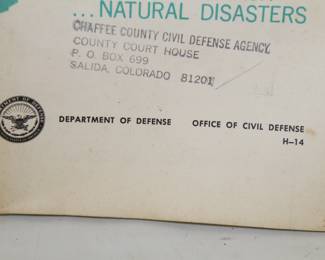 ...NATURAL DISASTERS
CHAFFEE COUNTY CIVIL DEFENSE AGENCY
COUNTY COURT HOUSE
P. O. BOX 699
SALIDA, COLORADO 81201
DEPARTMENT OF DEFENSE OFFICE OF CIVIL DEFENSE
H-14